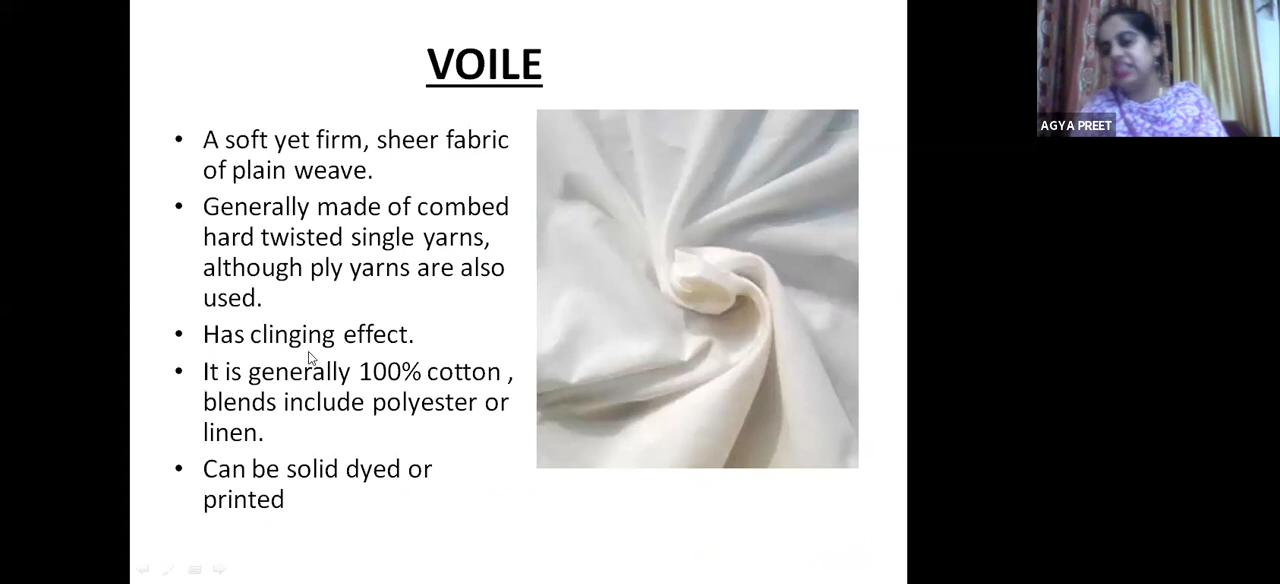 VOILE
• A soft yet firm, sheer fabric
of plain weave.
• Generally made of combed
hard twisted single yarns,
although ply yarns are also
used.
• Has clinging effect.
• It is generally 100% cotton ,
blends include polyester or
linen.
• Can be solid dyed or
printed
AGYA PREET